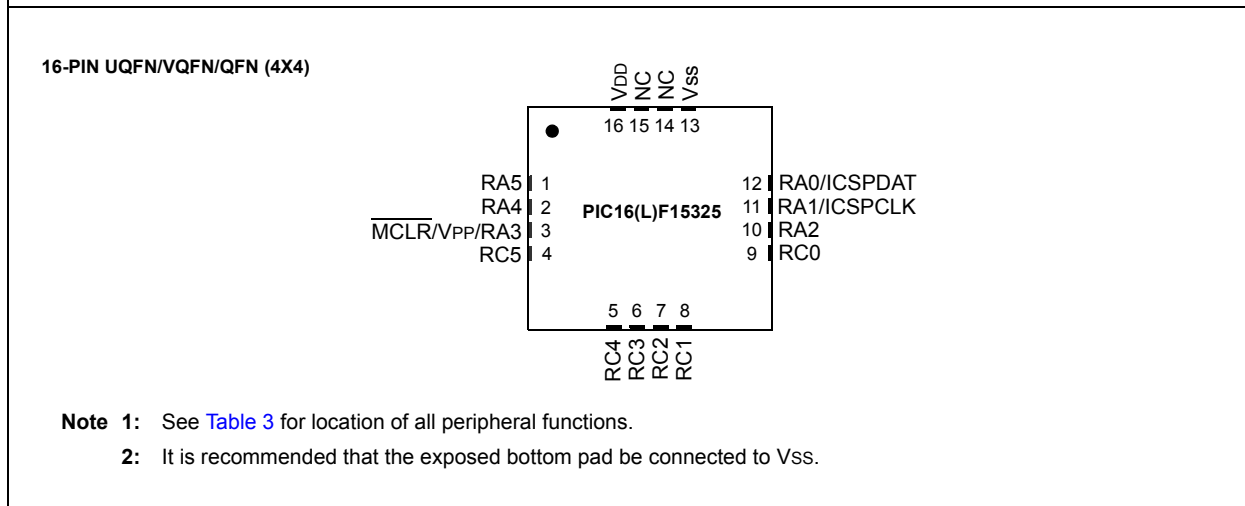 16-PIN UQFN/VQFN/QFN (4X4)
VDD
NC
NC
Vss
16 15 14 13
RA5 1
RA4 2
MCLR/VPP/RA3 3
RC5 4
PIC16(L)F15325
12 RA0/ICSPDAT
11 RA1/ICSPCLK
10 RA2
9 RC0
5 6 7 8
RC4
RC3
RC2
RC1
Note 1: See Table 3 for location of all peripheral functions.
2: It is recommended that the exposed bottom pad be connected to Vss.